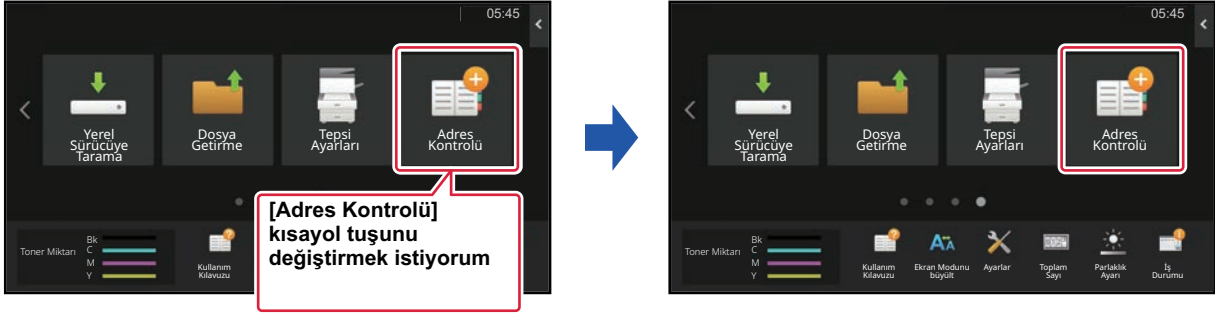 05:45
Yerel
Sürücüye
Tarama
Dosya
Getirme
Tepsi
Ayarları
Adres
Kontrolü
[Adres Kontrolü]
kısayol tuşunu
değiştirmek istiyorum
Toner Miktarı
Bk
C
M
Y
Kullanım
Kılavuzu
05:45
Yerel
Sürücüye
Tarama
Dosya
Getirme
Tepsi
Ayarları
Adres
Kontrolü
Toner Miktarı
Bk
C
M
Y
Kullanım
Kılavuzu
Ekran Modunu
büyült
Ayarlar
Toplam
Sayı
Parlaklık
Ayarı
İş
Durumu